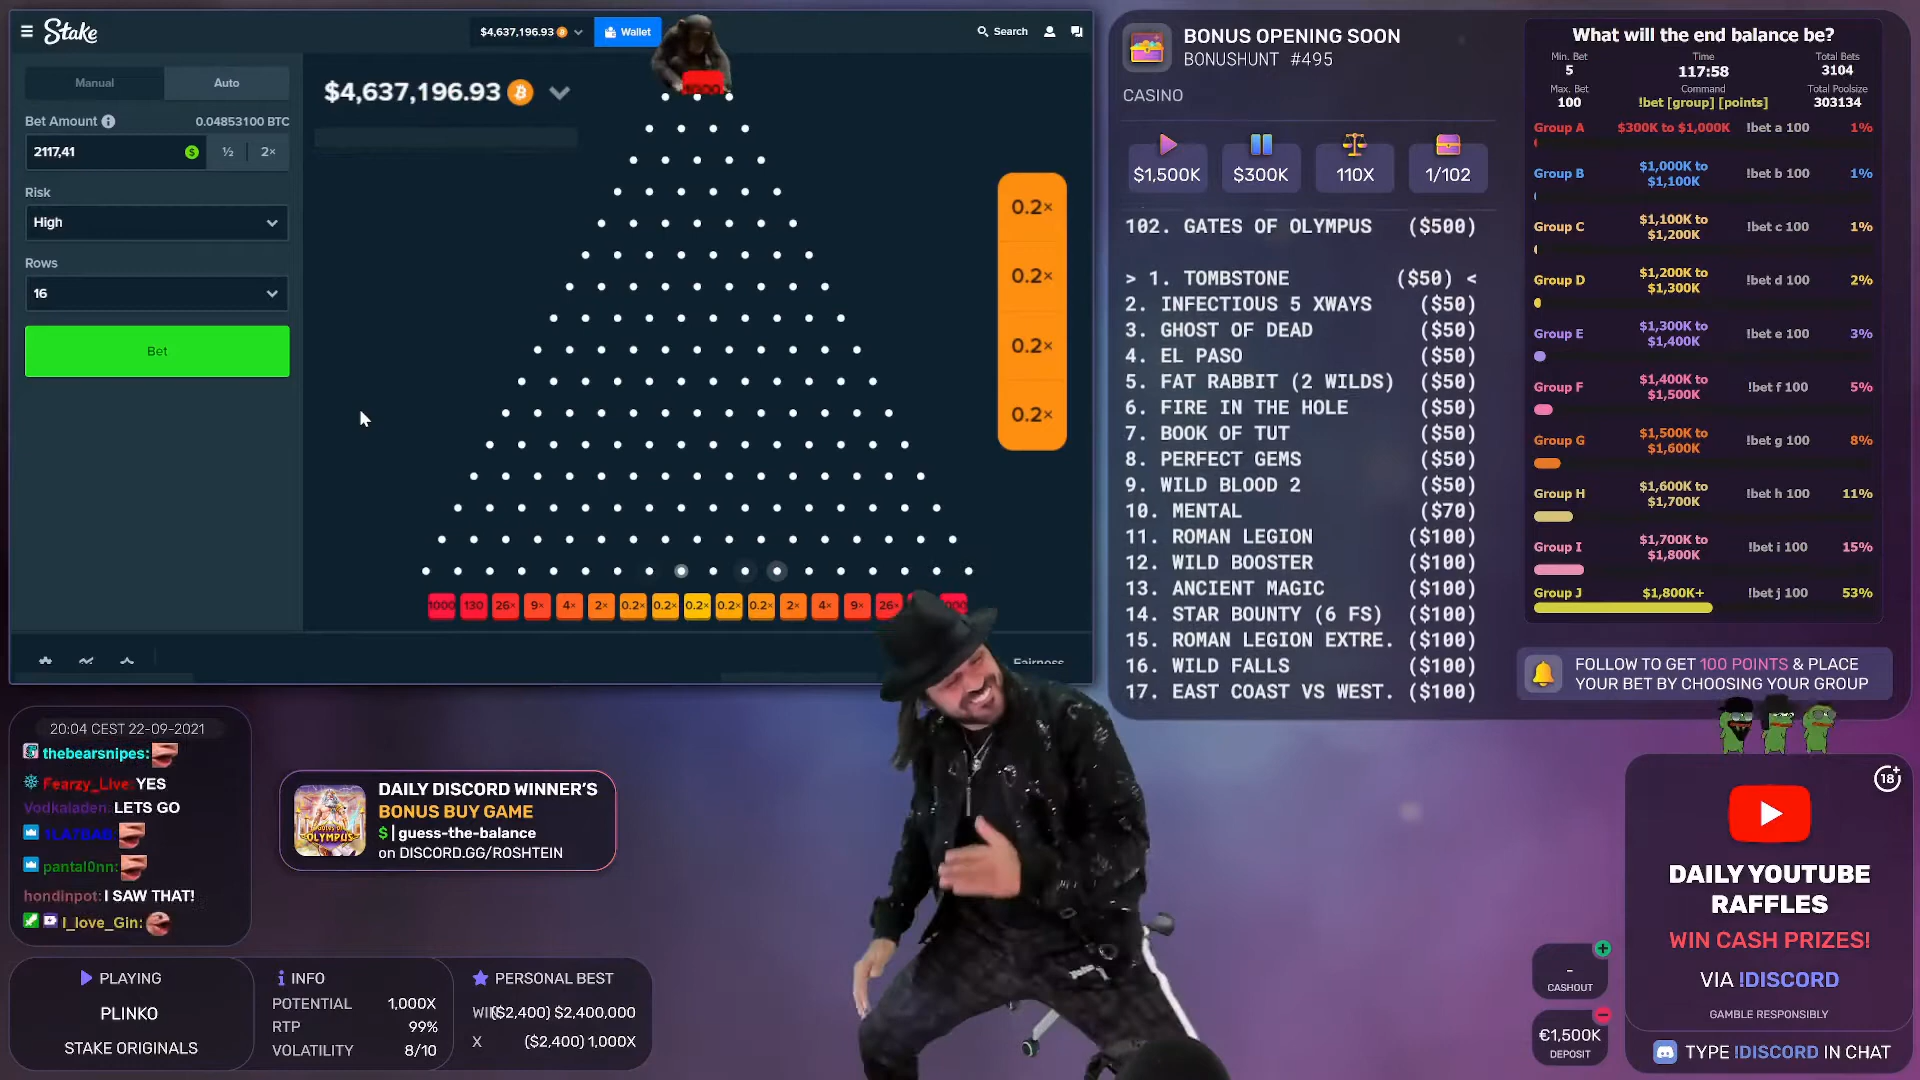 Stake
$4,637,196.93
Wallet
Search
Manual
Auto
$4,637,196.93
Bet Amount
0.04853100 BTC
2117,41
½
2×
Risk
High
Rows
16
Bet
0.2×
0.2×
0.2×
0.2×
1000 130 26× 9× 4× 2× 0.2× 0.2× 0.2× 0.2× 0.2× 2× 4× 9× 26×
Fairness
BONUS OPENING SOON
BONUSHUNT #495
CASINO
$1,500K
$300K
110X
1/102
102. GATES OF OLYMPUS ($500)
> 1. TOMBSTONE ($50) <
2. INFECTIOUS 5 XWAYS ($50)
3. GHOST OF DEAD ($50)
4. EL PASO ($50)
5. FAT RABBIT (2 WILDS) ($50)
6. FIRE IN THE HOLE ($50)
7. BOOK OF TUT ($50)
8. PERFECT GEMS ($50)
9. WILD BLOOD 2 ($50)
10. MENTAL ($70)
11. ROMAN LEGION ($100)
12. WILD BOOSTER ($100)
13. ANCIENT MAGIC ($100)
14. STAR BOUNTY (6 FS) ($100)
15. ROMAN LEGION EXTRE. ($100)
16. WILD FALLS ($100)
17. EAST COAST VS WEST. ($100)
What will the end balance be?
Min. Bet
5
Max. Bet
100
Time
117:58
Command
!bet [group] [points]
Total Bets
3104
Total Poolsize
303134
Group A $300K to $1,000K !bet a 100 1%
Group B $1,000K to $1,100K !bet b 100 1%
Group C $1,100K to $1,200K !bet c 100 1%
Group D $1,200K to $1,300K !bet d 100 2%
Group E $1,300K to $1,400K !bet e 100 3%
Group F $1,400K to $1,500K !bet f 100 5%
Group G $1,500K to $1,600K !bet g 100 8%
Group H $1,600K to $1,700K !bet h 100 11%
Group I $1,700K to $1,800K !bet i 100 15%
Group J $1,800K+ !bet j 100 53%
FOLLOW TO GET 100 POINTS & PLACE
YOUR BET BY CHOOSING YOUR GROUP
20:04 CEST 22-09-2021
thebearsnipes:
Fearzy_Live: YES
Vodkaladen: LETS GO
1LA7BAB
pantal0nn:
hondinpot: I SAW THAT!
I_love_Gin:
DAILY DISCORD WINNER'S
BONUS BUY GAME
$ | guess-the-balance
on DISCORD.GG/ROSHTEIN
OLYMPUS
PLAYING
PLINKO
STAKE ORIGINALS
INFO
POTENTIAL 1,000X
RTP 99%
VOLATILITY 8/10
PERSONAL BEST
($2,400) $2,400,000
X ($2,400) 1,000X
18+
DAILY YOUTUBE
RAFFLES
WIN CASH PRIZES!
VIA !DISCORD
GAMBLE RESPONSIBLY
TYPE !DISCORD IN CHAT
-
CASHOUT
€1,500K
DEPOSIT